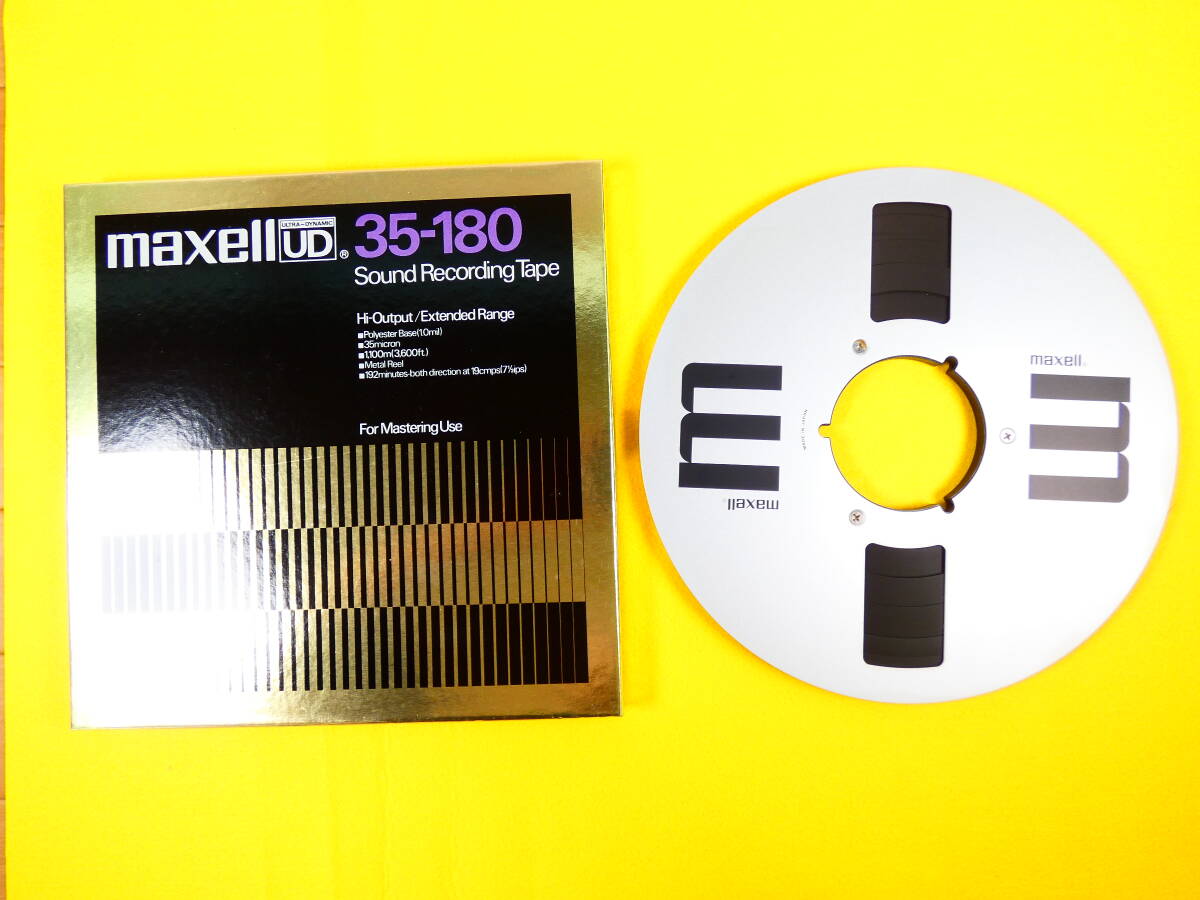 maxell ULTRA-DYNAMIC UD® 35-180
Sound Recording Tape
Hi-Output/Extended Range
■Polyester Base(1.0mil)
■35micron
■1,100m(3,600ft.)
■Metal Reel
■192minutes-both direction at 19cmps(7½ips)
For Mastering Use
maxell®
m
maxell®
m